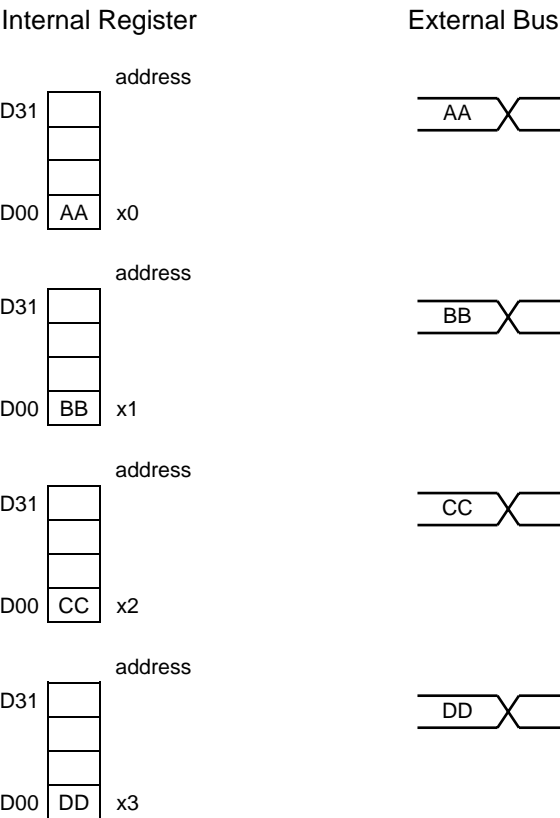 Internal Register External Bus
address
D31
AA
D00 AA x0
address
D31
BB
D00 BB x1
address
D31
CC
D00 CC x2
address
D31
DD
D00 DD x3